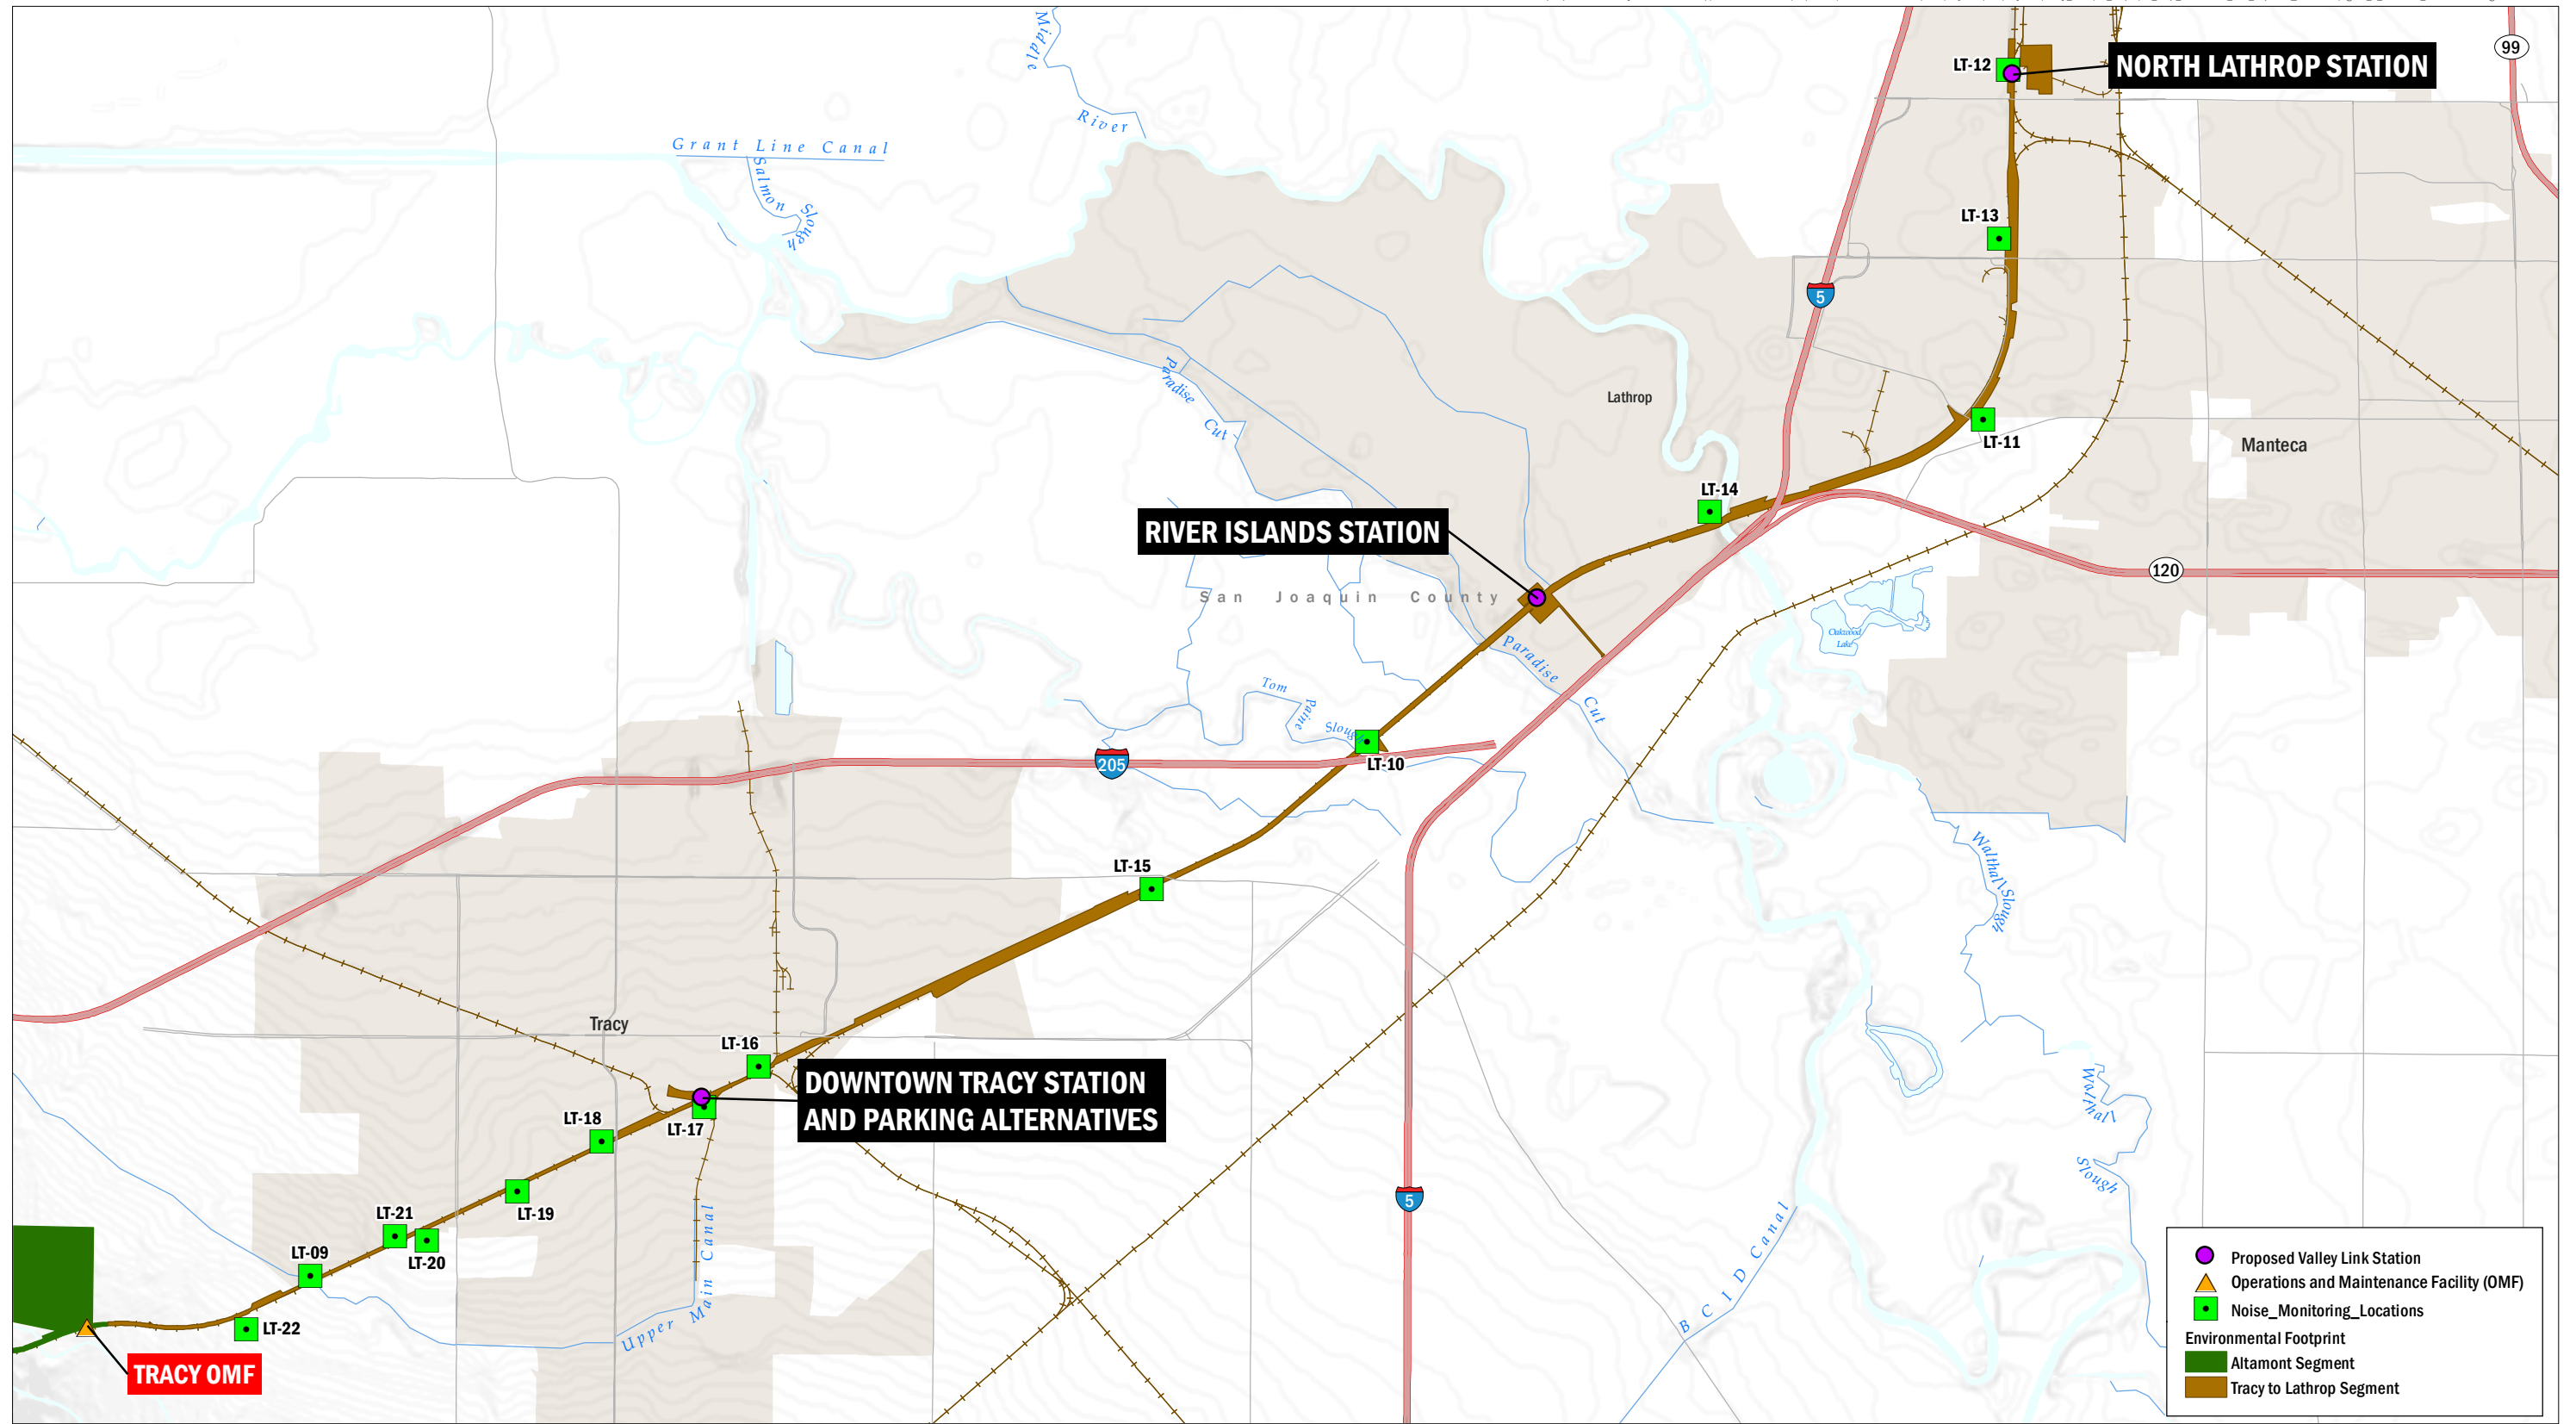 99
LT-12
NORTH LATHROP STATION
Middle
River
Grant Line Canal
Salmon
Slough
LT-13
5
Paradise
Cut
Lathrop
LT-11
Manteca
LT-14
RIVER ISLANDS STATION
120
San Joaquin County
Oakwood
Lake
Paradise
Cut
Tom
Paine
Slough
205
LT-10
LT-15
Walthal
Slough
Tracy
LT-16
DOWNTOWN TRACY STATION
AND PARKING ALTERNATIVES
LT-17
LT-18
LT-19
LT-21
LT-20
LT-09
LT-22
TRACY OMF
Upper Main Canal
5
B C I D Canal
Walthal
Slough
Proposed Valley Link Station
Operations and Maintenance Facility (OMF)
Noise_Monitoring_Locations
Environmental Footprint
Altamont Segment
Tracy to Lathrop Segment